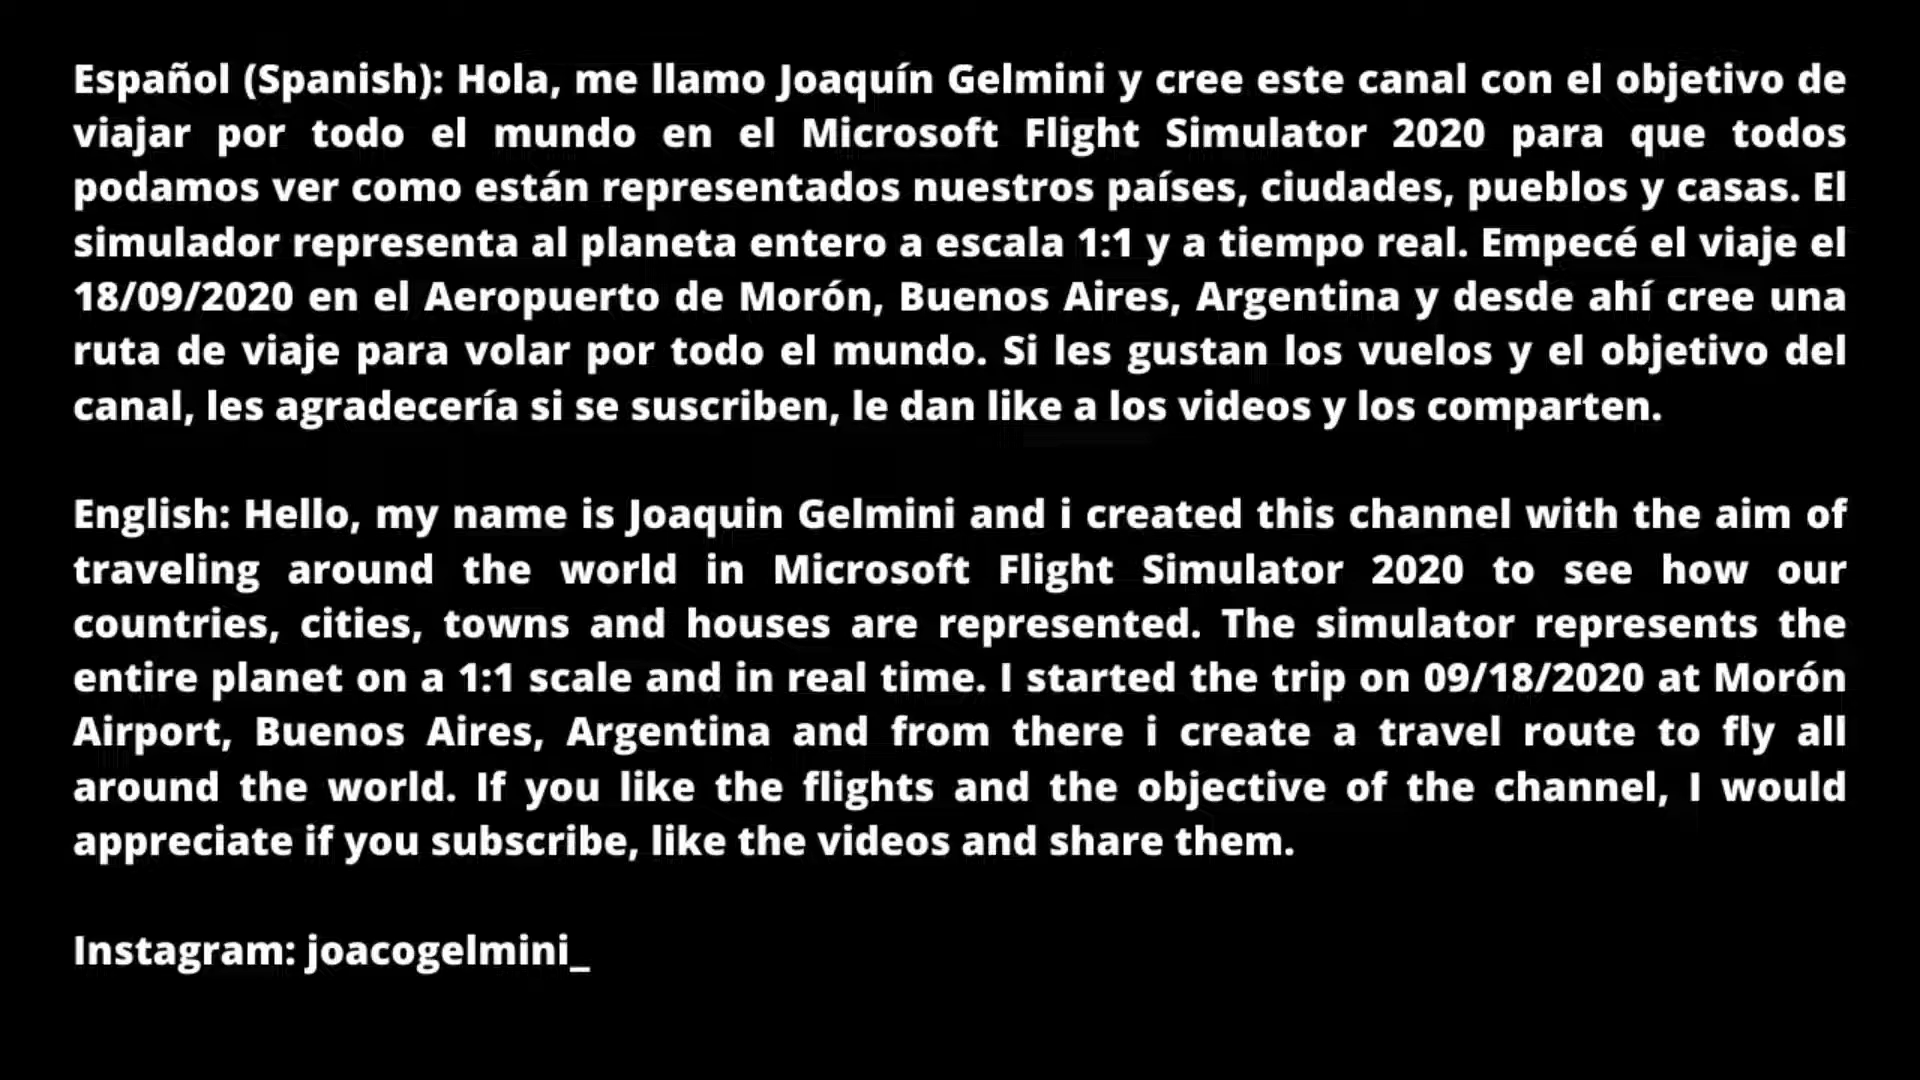 Español (Spanish): Hola, me llamo Joaquín Gelmini y cree este canal con el objetivo de
viajar por todo el mundo en el Microsoft Flight Simulator 2020 para que todos
podamos ver como están representados nuestros países, ciudades, pueblos y casas. El
simulador representa al planeta entero a escala 1:1 y a tiempo real. Empecé el viaje el
18/09/2020 en el Aeropuerto de Morón, Buenos Aires, Argentina y desde ahí cree una
ruta de viaje para volar por todo el mundo. Si les gustan los vuelos y el objetivo del
canal, les agradecería si se suscriben, le dan like a los videos y los comparten.
English: Hello, my name is Joaquin Gelmini and i created this channel with the aim of
traveling around the world in Microsoft Flight Simulator 2020 to see how our
countries, cities, towns and houses are represented. The simulator represents the
entire planet on a 1:1 scale and in real time. I started the trip on 09/18/2020 at Morón
Airport, Buenos Aires, Argentina and from there i create a travel route to fly all
around the world. If you like the flights and the objective of the channel, I would
appreciate if you subscribe, like the videos and share them.
Instagram: joacogelmini_